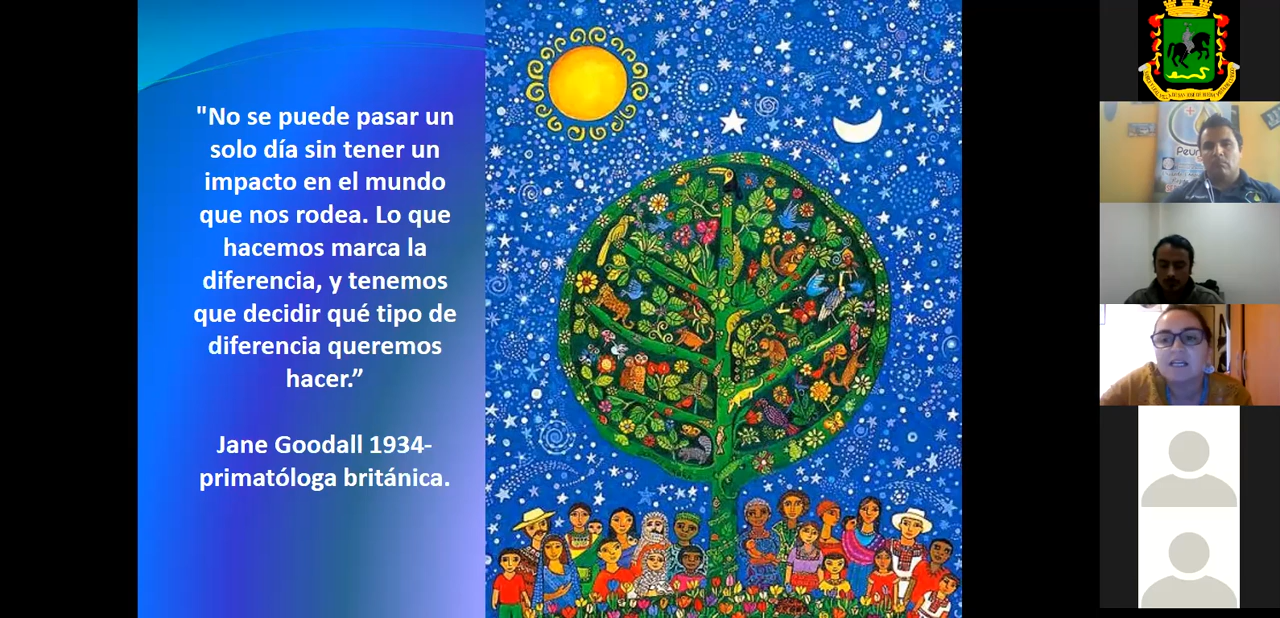 "No se puede pasar un
solo día sin tener un
impacto en el mundo
que nos rodea. Lo que
hacemos marca la
diferencia, y tenemos
que decidir qué tipo de
diferencia queremos
hacer.”
Jane Goodall 1934-
primatóloga británica.